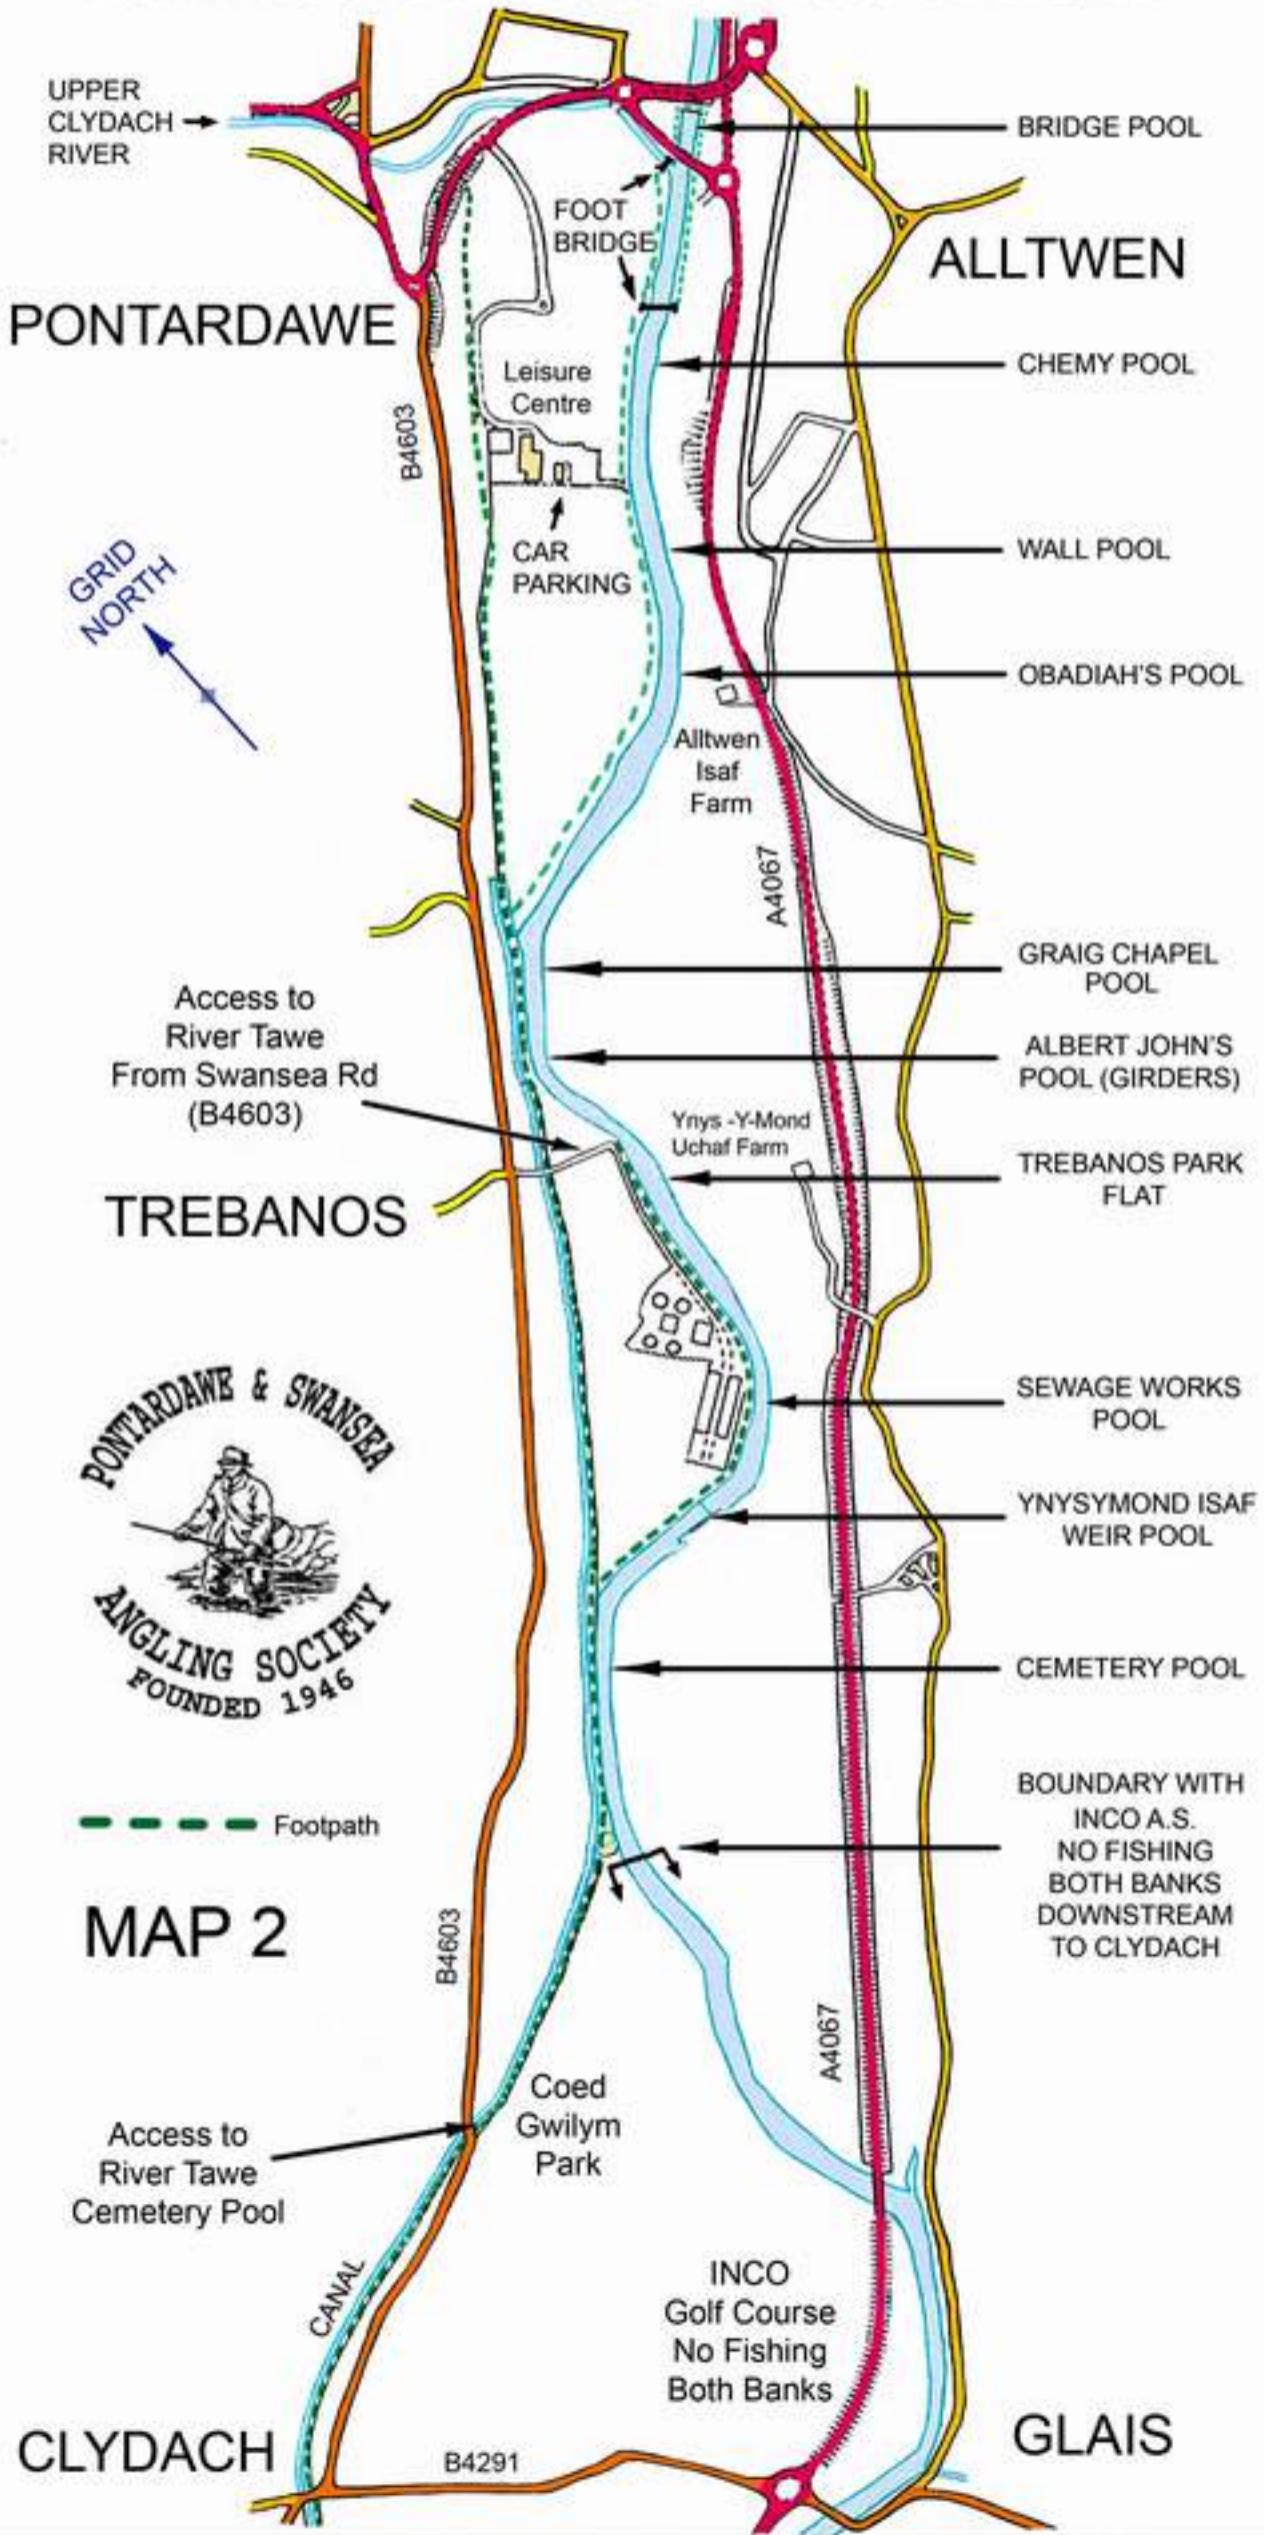 UPPER
CLYDACH
RIVER
BRIDGE POOL
FOOT
BRIDGE
ALLTWEN
PONTARDAWE
CHEMY POOL
Leisure
Centre
B4603
CAR
PARKING
WALL POOL
GRID
NORTH
OBADIAH'S POOL
Alltwen
Isaf
Farm
A4067
GRAIG CHAPEL
POOL
Access to
River Tawe
From Swansea Rd
(B4603)
ALBERT JOHN'S
POOL (GIRDERS)
Ynys -Y-Mond
Uchaf Farm
TREBANOS PARK
FLAT
TREBANOS
PONTARDAWE & SWANSEA
ANGLING SOCIETY
FOUNDED 1946
SEWAGE WORKS
POOL
YNYSYMOND ISAF
WEIR POOL
CEMETERY POOL
BOUNDARY WITH
INCO A.S.
NO FISHING
BOTH BANKS
DOWNSTREAM
TO CLYDACH
Footpath
MAP 2
B4603
A4067
Coed
Gwilym
Park
Access to
River Tawe
Cemetery Pool
CANAL
INCO
Golf Course
No Fishing
Both Banks
CLYDACH
B4291
GLAIS